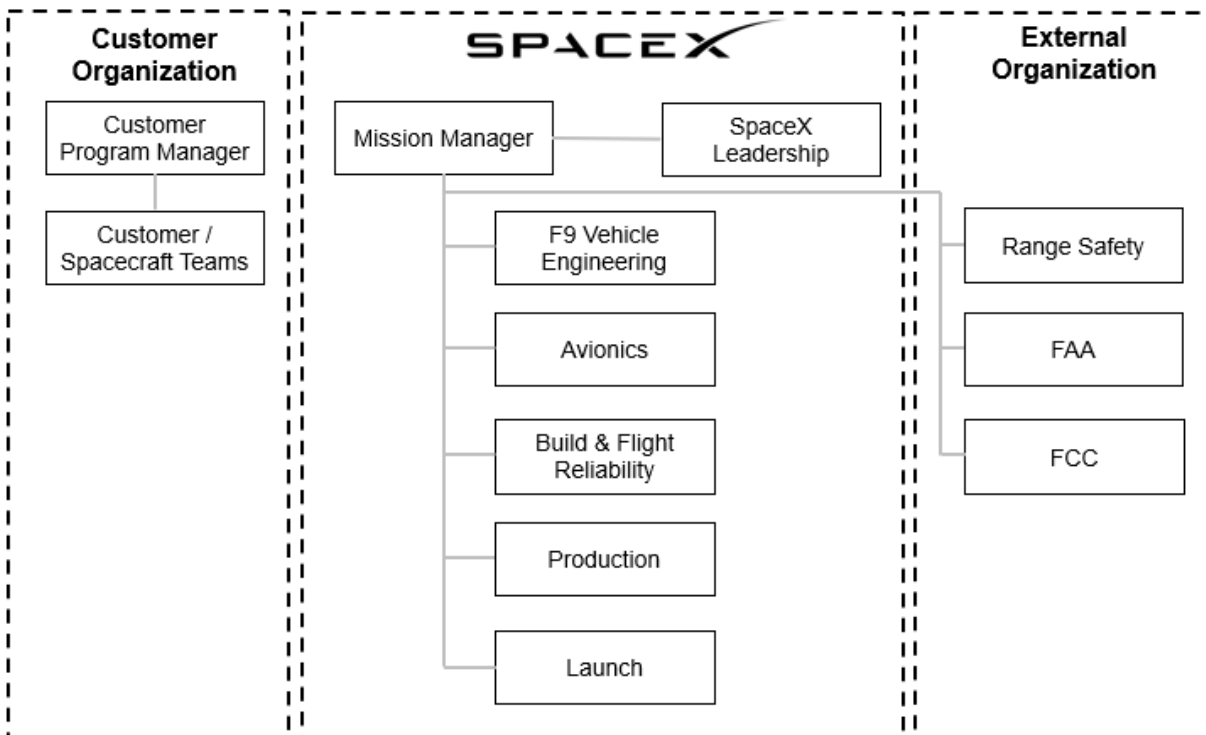 Customer
Organization
Customer
Program Manager
Customer /
Spacecraft Teams
SPACEX
Mission Manager
SpaceX
Leadership
F9 Vehicle
Engineering
Avionics
Build & Flight
Reliability
Production
Launch
External
Organization
Range Safety
FAA
FCC